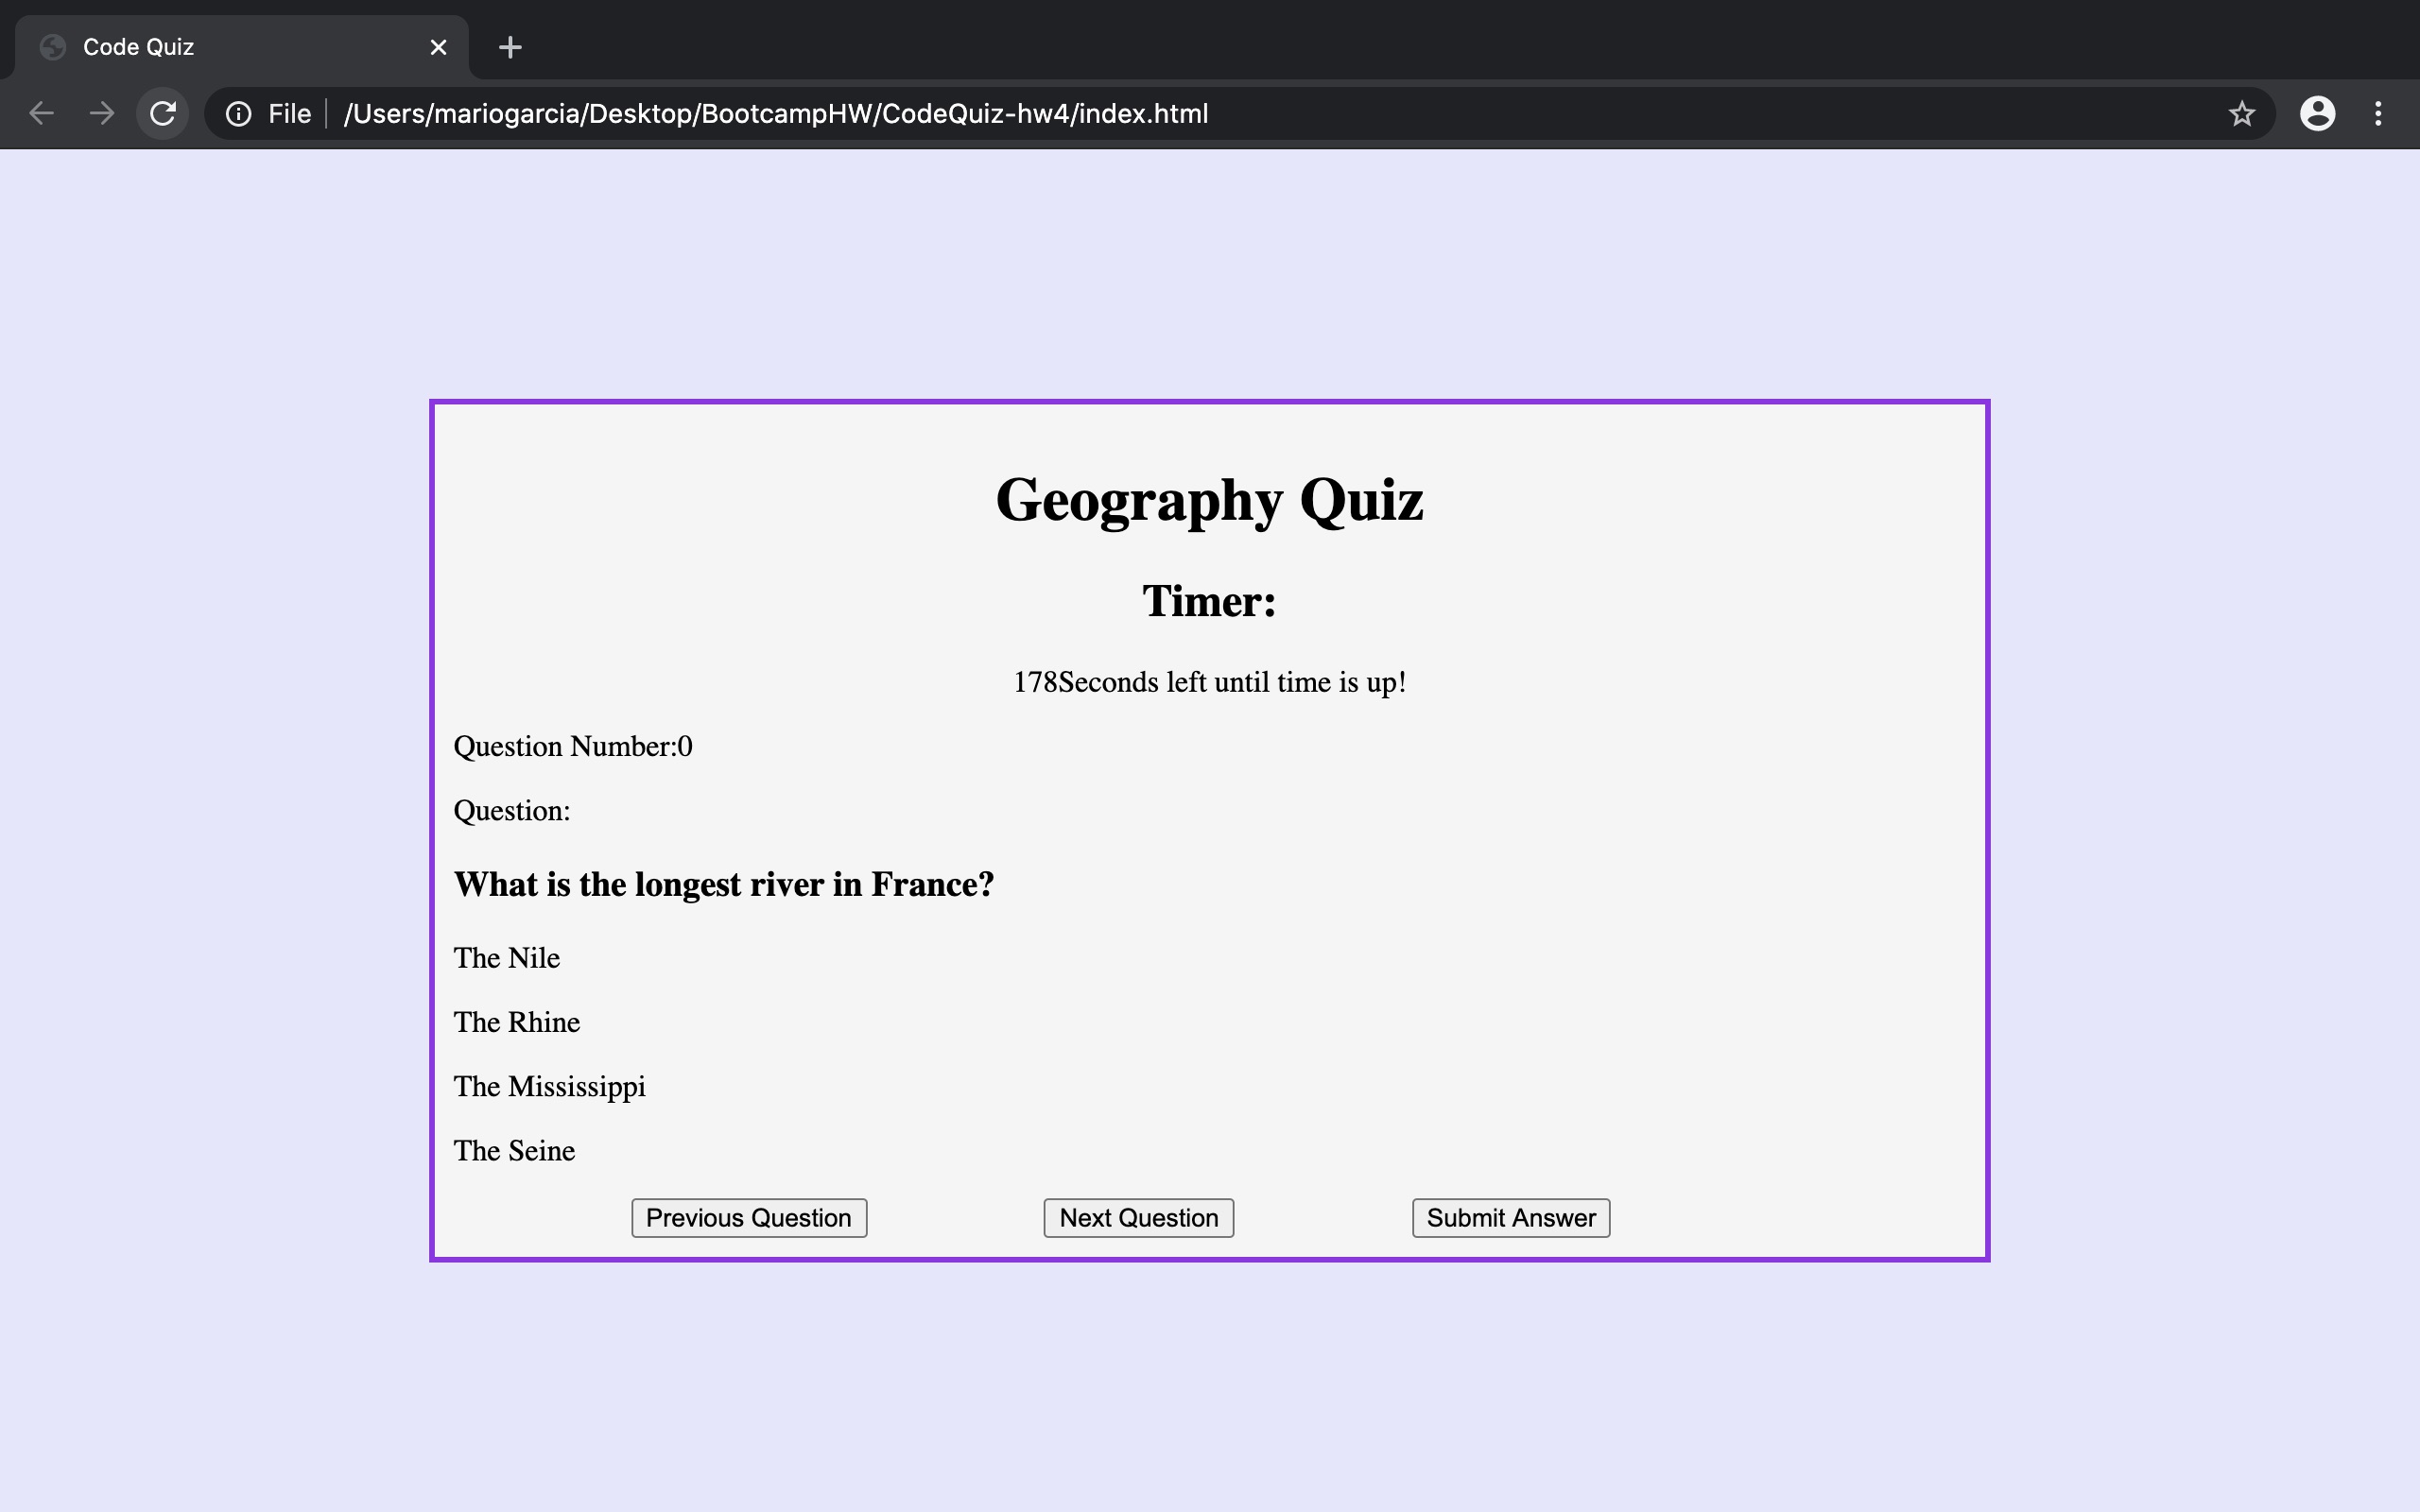 Code Quiz
File /Users/mariogarcia/Desktop/BootcampHW/CodeQuiz-hw4/index.html
Geography Quiz
Timer:
178Seconds left until time is up!
Question Number:0
Question:
What is the longest river in France?
The Nile
The Rhine
The Mississippi
The Seine
Previous Question Next Question Submit Answer